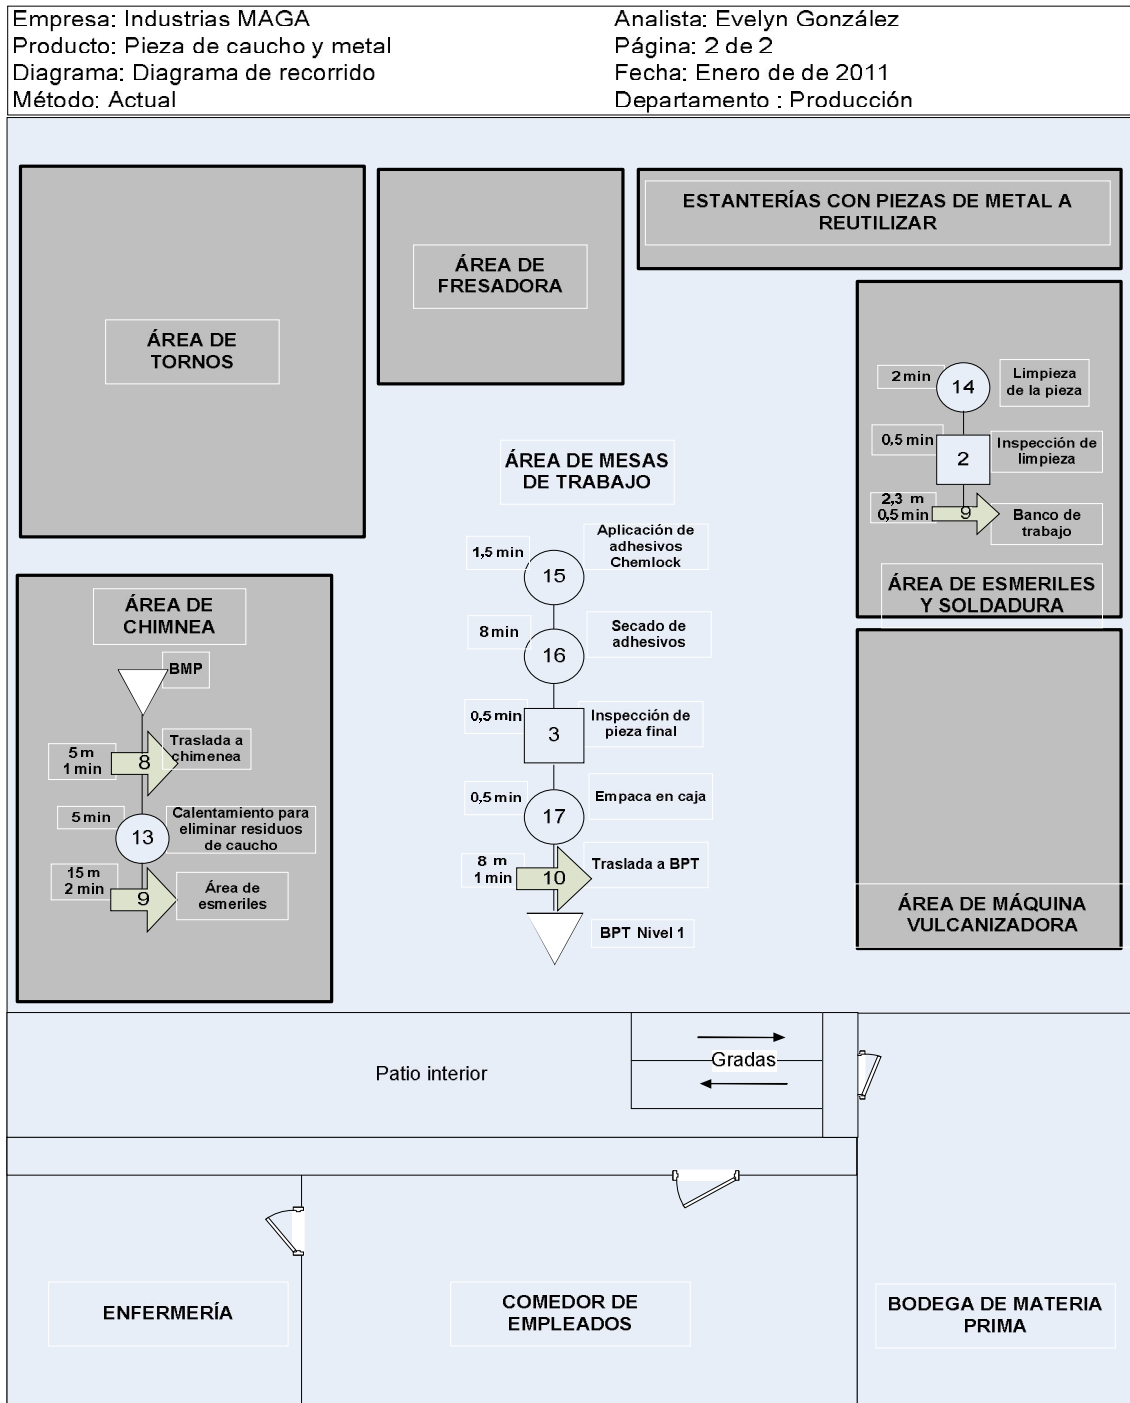 Empresa: Industrias MAGA
Producto: Pieza de caucho y metal
Diagrama: Diagrama de recorrido
Método: Actual
Analista: Evelyn González
Página: 2 de 2
Fecha: Enero de de 2011
Departamento : Producción
ÁREA DE
TORNOS
ÁREA DE
FRESADORA
ESTANTERÍAS CON PIEZAS DE METAL A
REUTILIZAR
2 min
14
Limpieza
de la pieza
0,5 min
2
Inspección de
limpieza
2,3 m
0,5 min
9
Banco de
trabajo
ÁREA DE ESMERILES
Y SOLDADURA
ÁREA DE MESAS
DE TRABAJO
1,5 min
15
Aplicación de
adhesivos
Chemlock
8 min
16
Secado de
adhesivos
0,5 min
3
Inspección de
pieza final
0,5 min
17
Empaca en caja
8 m
1 min
10
Traslada a BPT
BPT Nivel 1
ÁREA DE
CHIMNEA
BMP
5 m
1 min
8
Traslada a
chimenea
5 min
13
Calentamiento para
eliminar residuos
de caucho
15 m
2 min
9
Área de
esmeriles
ÁREA DE MÁQUINA
VULCANIZADORA
Patio interior
Gradas
ENFERMERÍA
COMEDOR DE
EMPLEADOS
BODEGA DE MATERIA
PRIMA